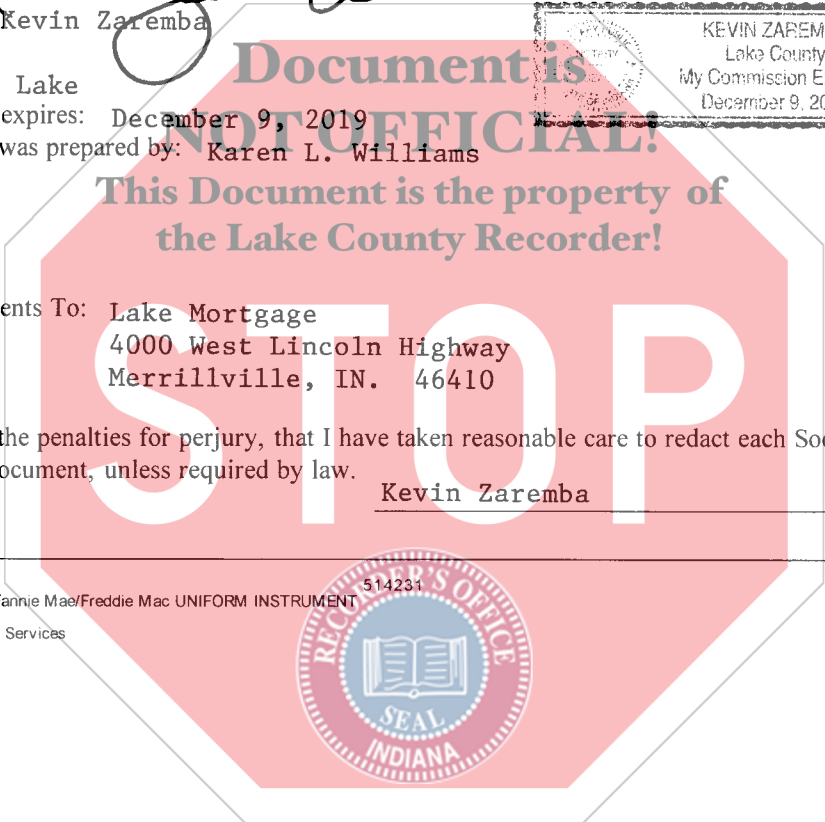 Kevin Zaremba
KEVIN ZAREM
Lake County
My Commission E
December 9, 20
Document is
NOT OFFICIAL!
This Document is the property of
the Lake County Recorder!
Lake
expires: December 9, 2019
was prepared by: Karen L. Williams
ents To: Lake Mortgage
4000 West Lincoln Highway
Merrillville, IN. 46410
STOP
the penalties for perjury, that I have taken reasonable care to redact each Soc
ocument, unless required by law.
Kevin Zaremba
514231
annie Mae/Freddie Mac UNIFORM INSTRUMENT
Services
RECORDER'S OFFICE
SEAL
INDIANA